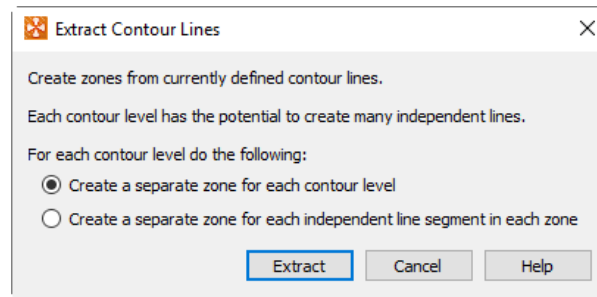 Extract Contour Lines
Create zones from currently defined contour lines.
Each contour level has the potential to create many independent lines.
For each contour level do the following:
Create a separate zone for each contour level
Create a separate zone for each independent line segment in each zone
Extract
Cancel
Help